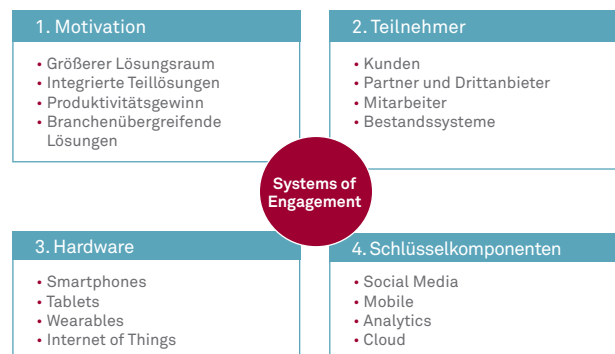 1. Motivation
• Größerer Lösungsraum
• Integrierte Teillösungen
• Produktivitätsgewinn
• Branchenübergreifende
Lösungen
2. Teilnehmer
• Kunden
• Partner und Drittanbieter
• Mitarbeiter
• Bestandssysteme
Systems of
Engagement
3. Hardware
• Smartphones
• Tablets
• Wearables
• Internet of Things
4. Schlüsselkomponenten
• Social Media
• Mobile
• Analytics
• Cloud